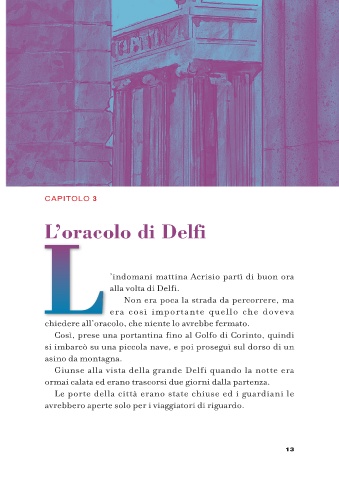 CAPITOLO 3
L'oracolo di Delfi
L'indomani mattina Acrisio partì di buon ora
alla volta di Delfi.
Non era poca la strada da percorrere, ma
era così importante quello che doveva
chiedere all'oracolo, che niente lo avrebbe fermato.
Così, prese una portantina fino al Golfo di Corinto, quindi
si imbarcò su una piccola nave, e poi proseguì sul dorso di un
asino da montagna.
Giunse alla vista della grande Delfi quando la notte era
ormai calata ed erano trascorsi due giorni dalla partenza.
Le porte della città erano state chiuse ed i guardiani le
avrebbero aperte solo per i viaggiatori di riguardo.
13